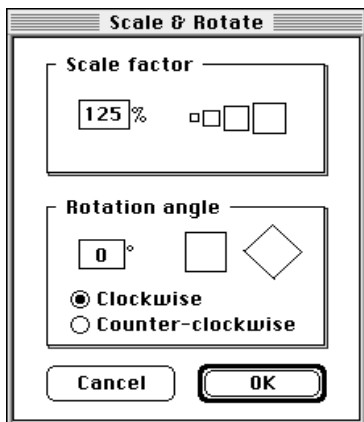 Scale & Rotate
Scale factor
125 %
Rotation angle
0 °
Clockwise
Counter-clockwise
Cancel OK